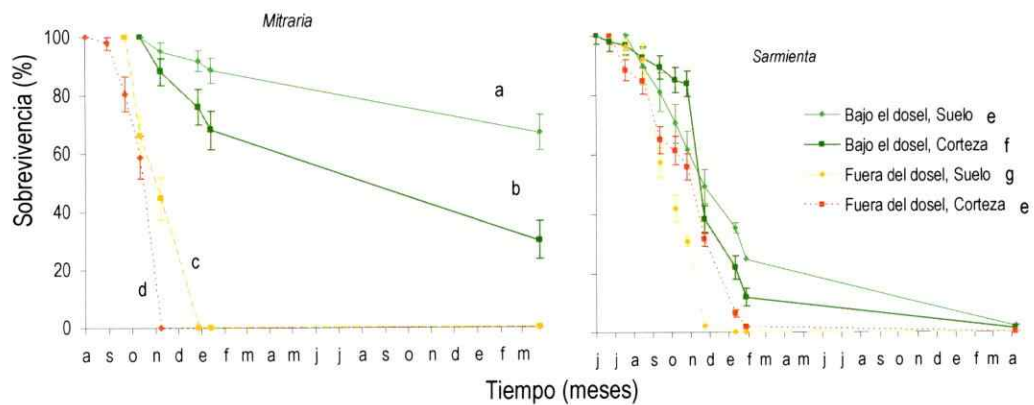 Mitraria
Sarmienta
Sobrevivencia (%)
100
80
60
40
20
0
a
b
c
d
Bajo el dosel, Suelo e
Bajo el dosel, Corteza f
Fuera del dosel, Suelo g
Fuera del dosel, Corteza e
a s o n d e f m a m j j a s o n d e f m
j j a s o n d e f m a m j j a s o n d e f m a
Tiempo (meses)